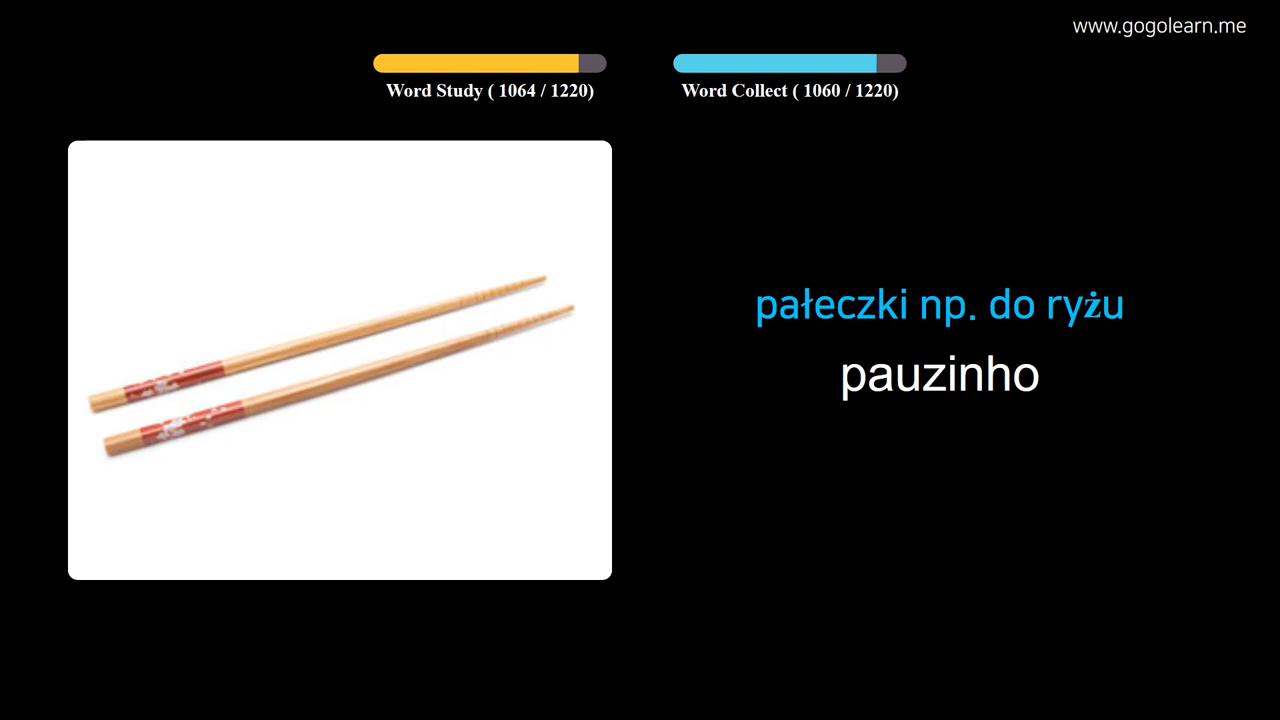 www.gogolearn.me
Word Study ( 1064 / 1220)
Word Collect ( 1060 / 1220)
pałeczki np. do ryżu
pauzinho